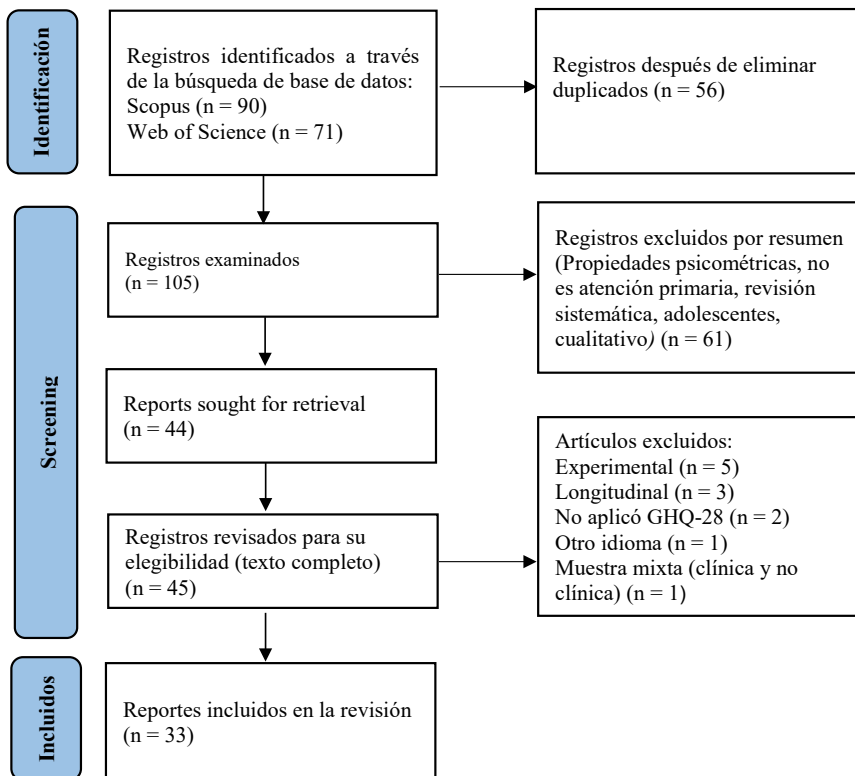 Identificación
Registros identificados a través
de la búsqueda de base de datos:
Scopus (n = 90)
Web of Science (n = 71)
Registros después de eliminar
duplicados (n = 56)
Screening
Registros examinados
(n = 105)
Registros excluidos por resumen
(Propiedades psicométricas, no
es atención primaria, revisión
sistemática, adolescentes,
cualitativo) (n = 61)
Reports sought for retrieval
(n = 44)
Registros revisados para su
elegibilidad (texto completo)
(n = 45)
Artículos excluidos:
Experimental (n = 5)
Longitudinal (n = 3)
No aplicó GHQ-28 (n = 2)
Otro idioma (n = 1)
Muestra mixta (clínica y no
clínica) (n = 1)
Incluidos
Reportes incluidos en la revisión
(n = 33)